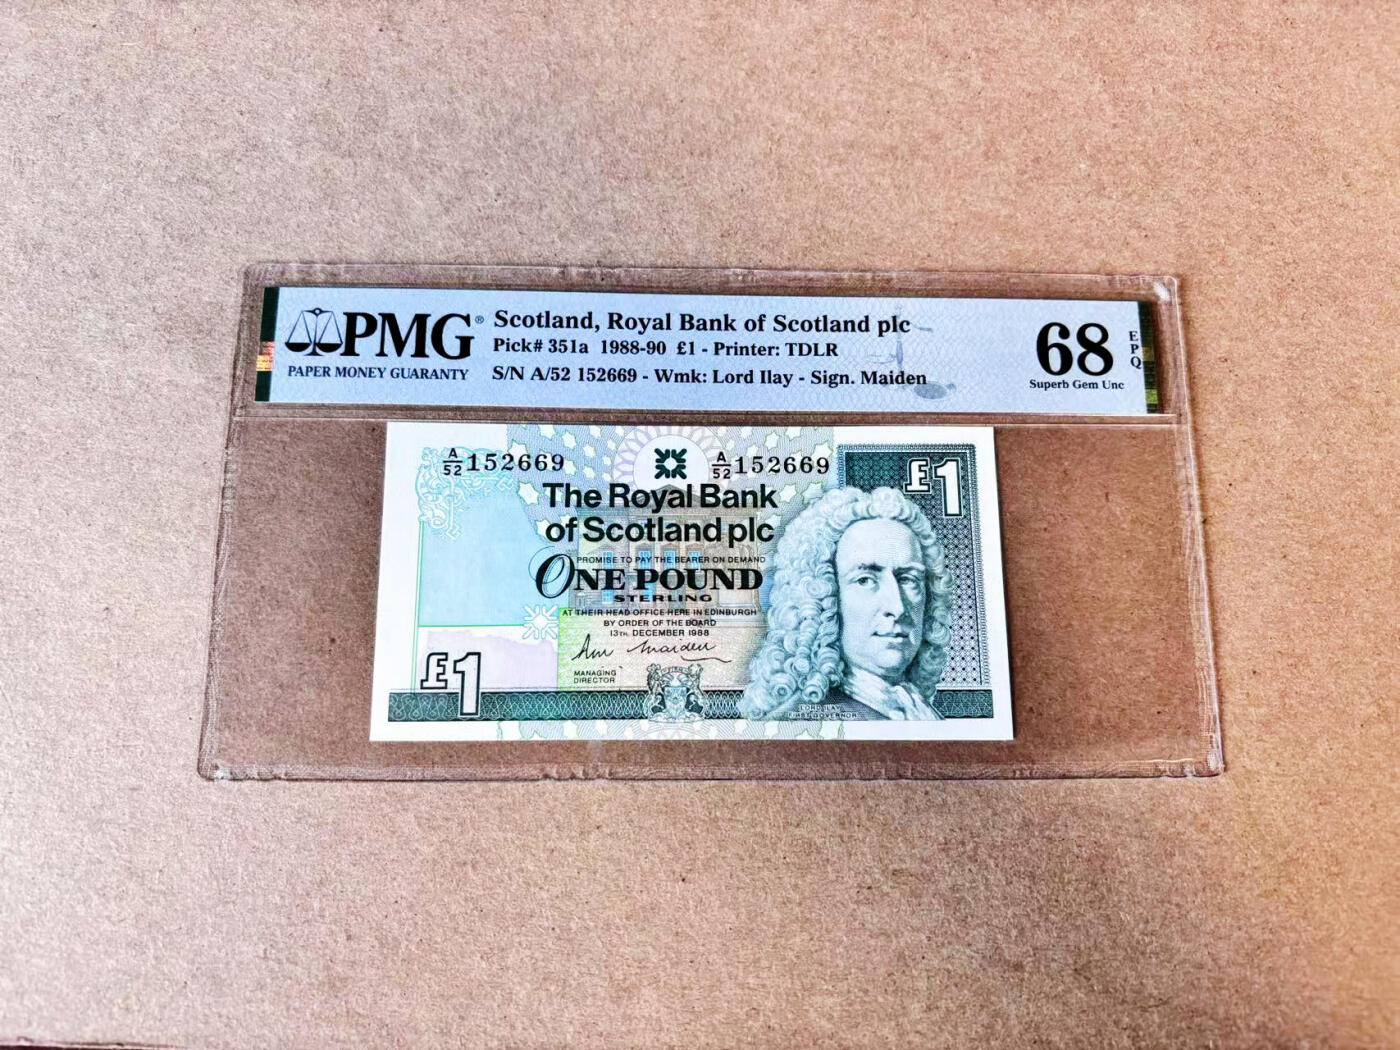 PMG®
PAPER MONEY GUARANTY
Scotland, Royal Bank of Scotland plc
Pick# 351a 1988-90 £1 - Printer: TDLR
S/N A/52 152669 - Wmk: Lord Ilay - Sign. Maiden
68
EPQ
Superb Gem Unc
A/52 152669
A/52 152669
£1
The Royal Bank
of Scotland plc
PROMISE TO PAY THE BEARER ON DEMAND
ONE POUND
STERLING
AT THEIR HEAD OFFICE HERE IN EDINBURGH
BY ORDER OF THE BOARD
13TH DECEMBER 1988
MANAGING
DIRECTOR
£1
LORD ILAY
FIRST GOVERNOR